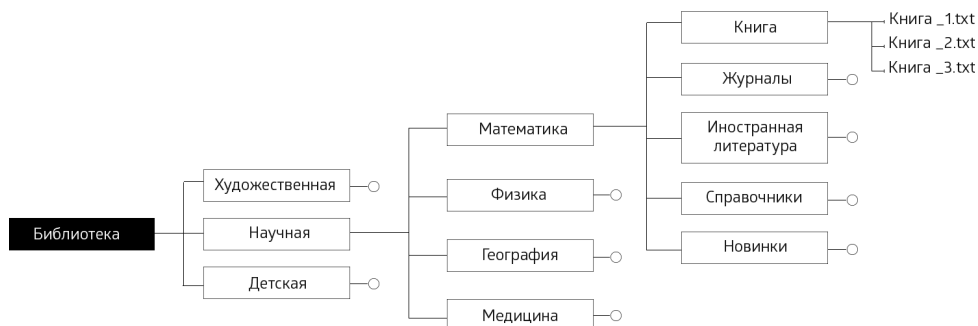 Библиотека
Художественная
Научная
Детская
Математика
Физика
География
Медицина
Книга
Журналы
Иностранная
литература
Справочники
Новинки
Книга _1.txt
Книга _2.txt
Книга _3.txt